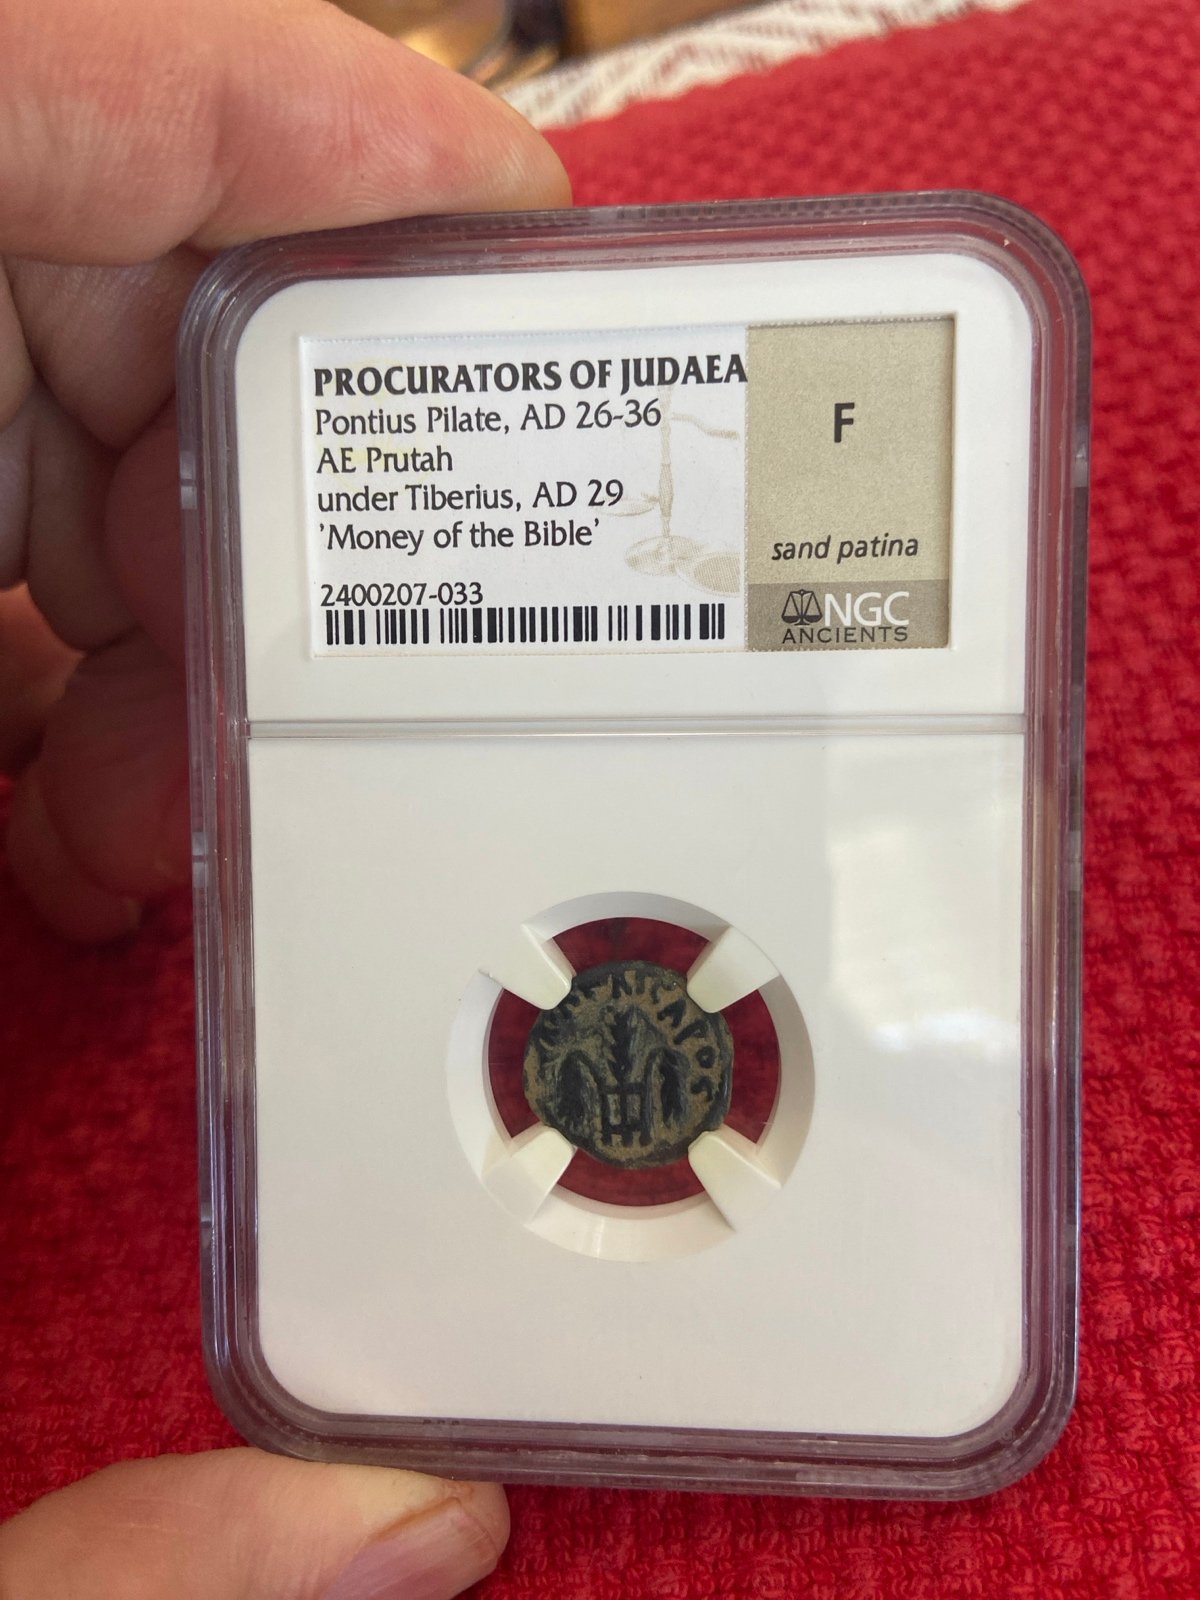 PROCURATORS OF JUDAEA
Pontius Pilate, AD 26-36
AE Prutah
under Tiberius, AD 29
'Money of the Bible'
2400207-033
F
sand patina
NGC
ANCIENTS
ΚΑΙCΑΡΟC